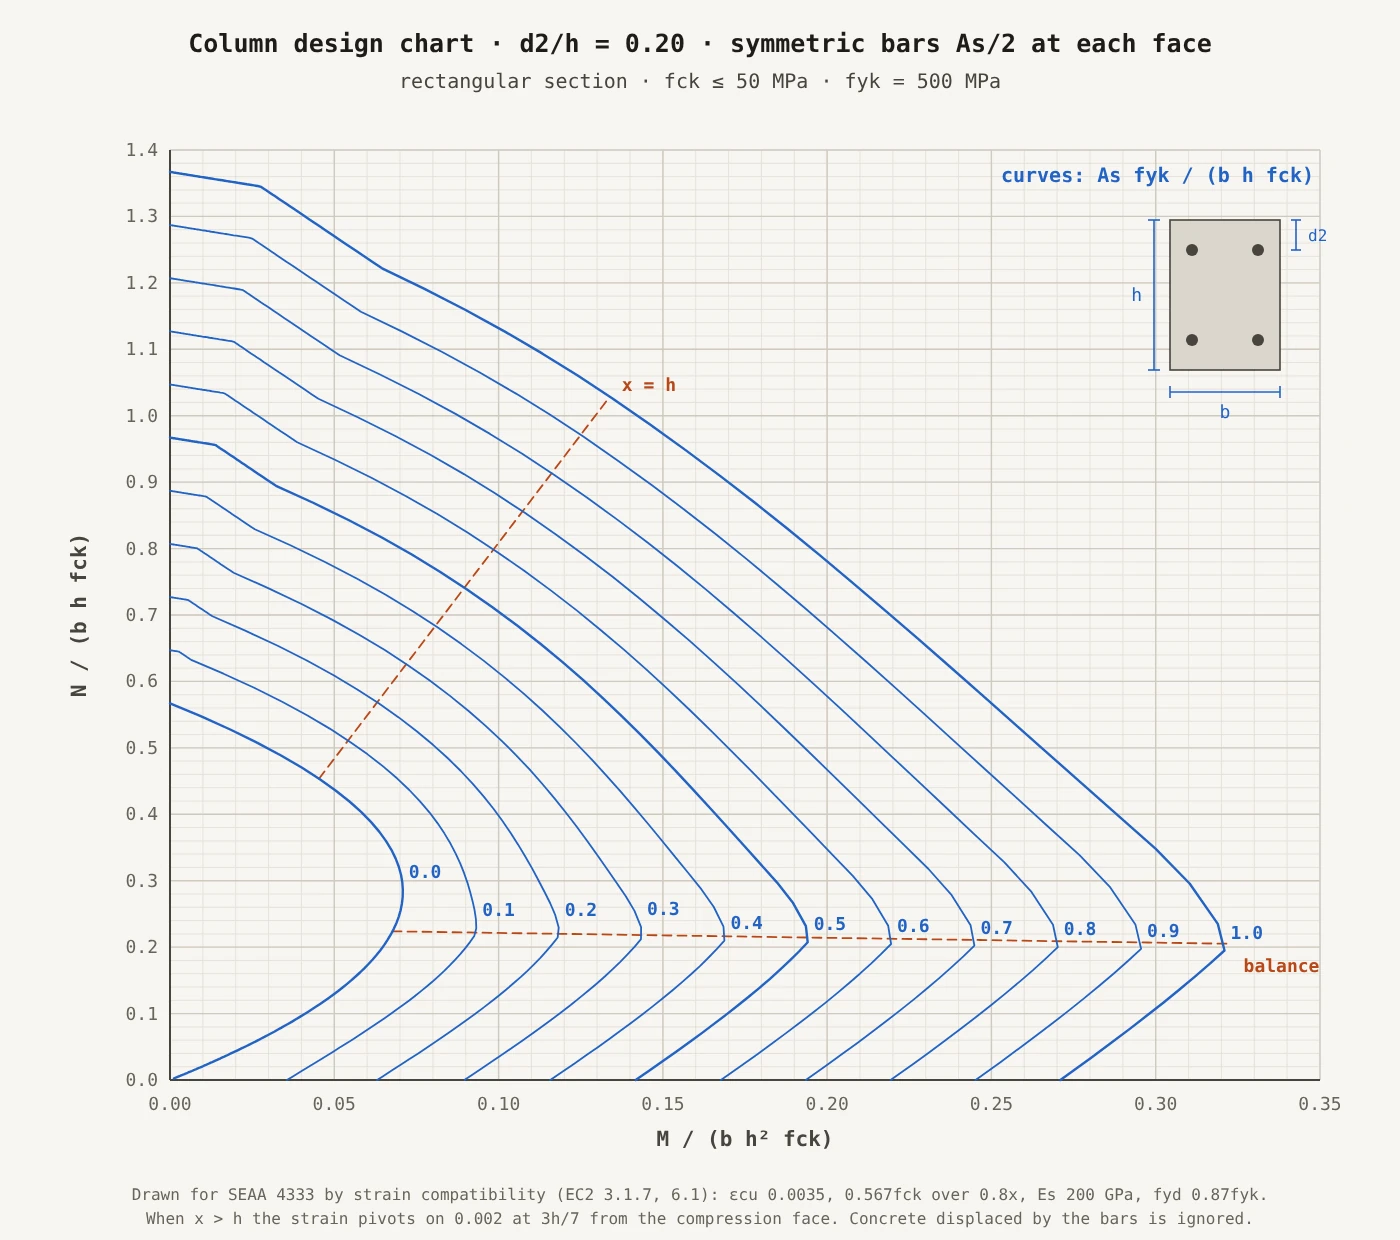 Column design chart · d2/h = 0.20 · symmetric bars As/2 at each face
rectangular section · fck ≤ 50 MPa · fyk = 500 MPa
curves: As fyk / (b h fck)
d2
h
b
x = h
1.4
1.3
1.2
1.1
1.0
0.9
0.8
0.7
0.6
0.5
0.4
0.3
0.2
0.1
0.0
N / (b h fck)
0.0
0.1
0.2
0.3
0.4
0.5
0.6
0.7
0.8
0.9
1.0
balance
0.00 0.05 0.10 0.15 0.20 0.25 0.30 0.35
M / (b h² fck)
Drawn for SEAA 4333 by strain compatibility (EC2 3.1.7, 6.1): εcu 0.0035, 0.567fck over 0.8x, Es 200 GPa, fyd 0.87fyk.
When x > h the strain pivots on 0.002 at 3h/7 from the compression face. Concrete displaced by the bars is ignored.